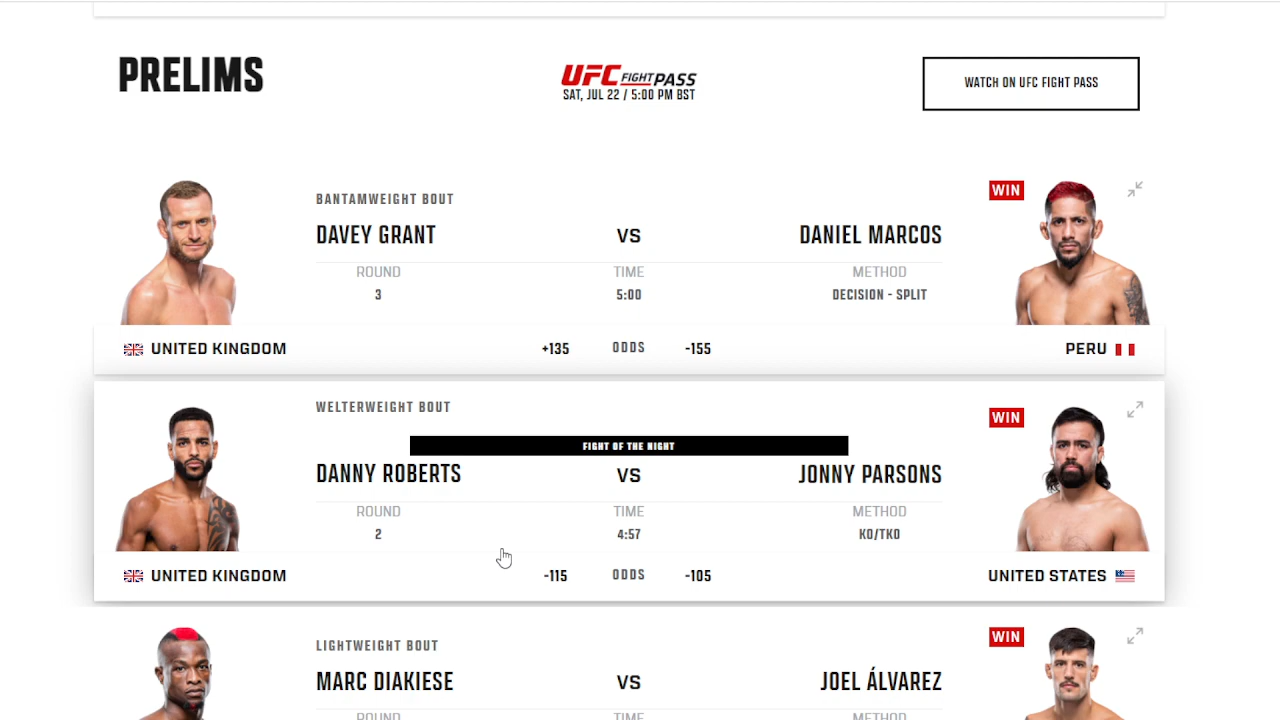 PRELIMS
UFC FIGHT PASS
SAT, JUL 22 / 5:00 PM BST
WATCH ON UFC FIGHT PASS
BANTAMWEIGHT BOUT
WIN
DAVEY GRANT VS DANIEL MARCOS
ROUND TIME METHOD
3 5:00 DECISION - SPLIT
UNITED KINGDOM +135 ODDS -155 PERU
WELTERWEIGHT BOUT
WIN
FIGHT OF THE NIGHT
DANNY ROBERTS VS JONNY PARSONS
ROUND TIME METHOD
2 4:57 KO/TKO
UNITED KINGDOM -115 ODDS -105 UNITED STATES
LIGHTWEIGHT BOUT
WIN
MARC DIAKIESE VS JOEL ÁLVAREZ
ROUND TIME METHOD